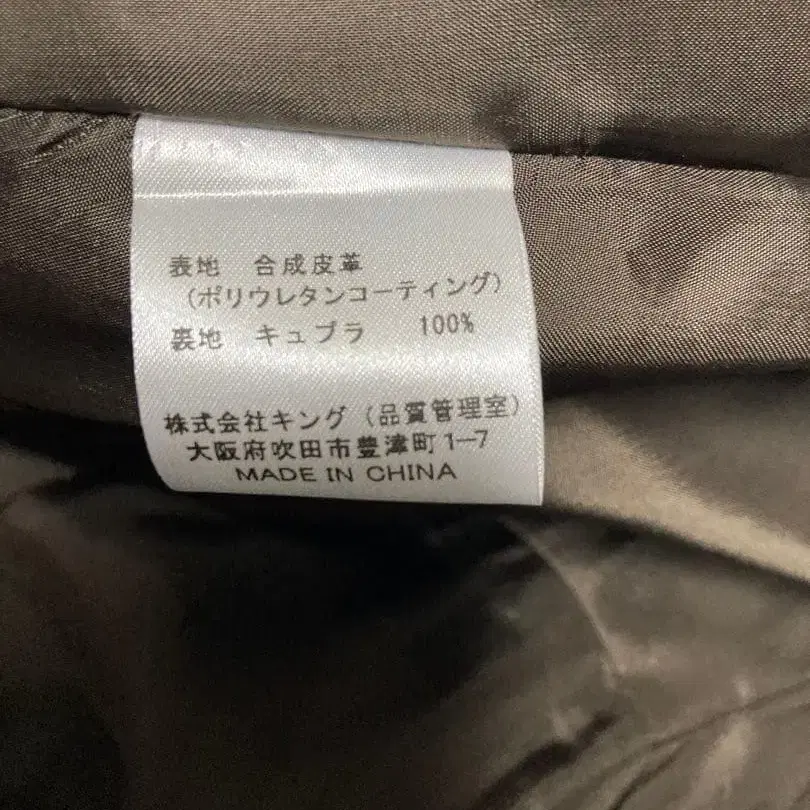 表地 合成皮革
(ポリウレタンコーティング)
裏地 キュプラ 100%
株式会社キング(品質管理室)
大阪府吹田市豊津町1-7
MADE IN CHINA